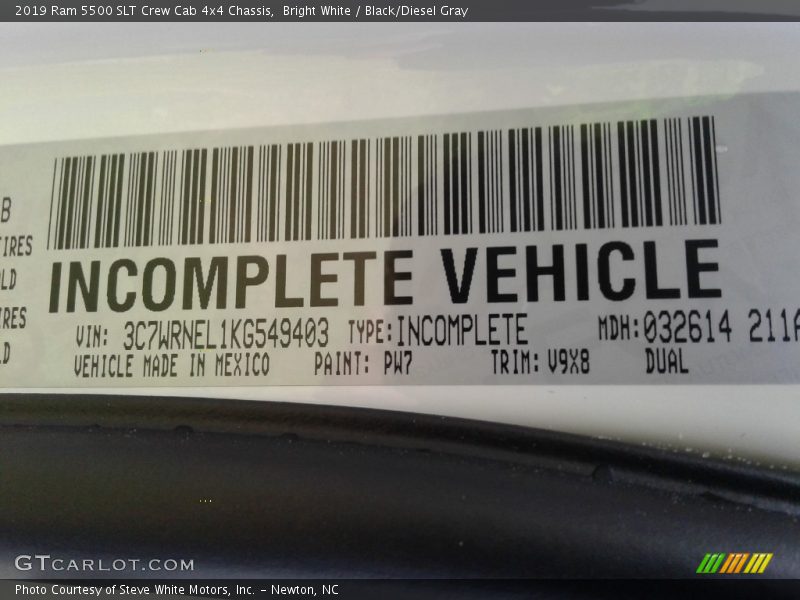 2019 Ram 5500 SLT Crew Cab 4x4 Chassis, Bright White / Black/Diesel Gray
B
TIRES
LD
INCOMPLETE VEHICLE
VIN: 3C7WRNEL1KG549403 TYPE:INCOMPLETE MDH:032614 211A
VEHICLE MADE IN MEXICO PAINT: PW7 TRIM: V9X8 DUAL
GTCARLOT.COM
Photo Courtesy of Steve White Motors, Inc. – Newton, NC